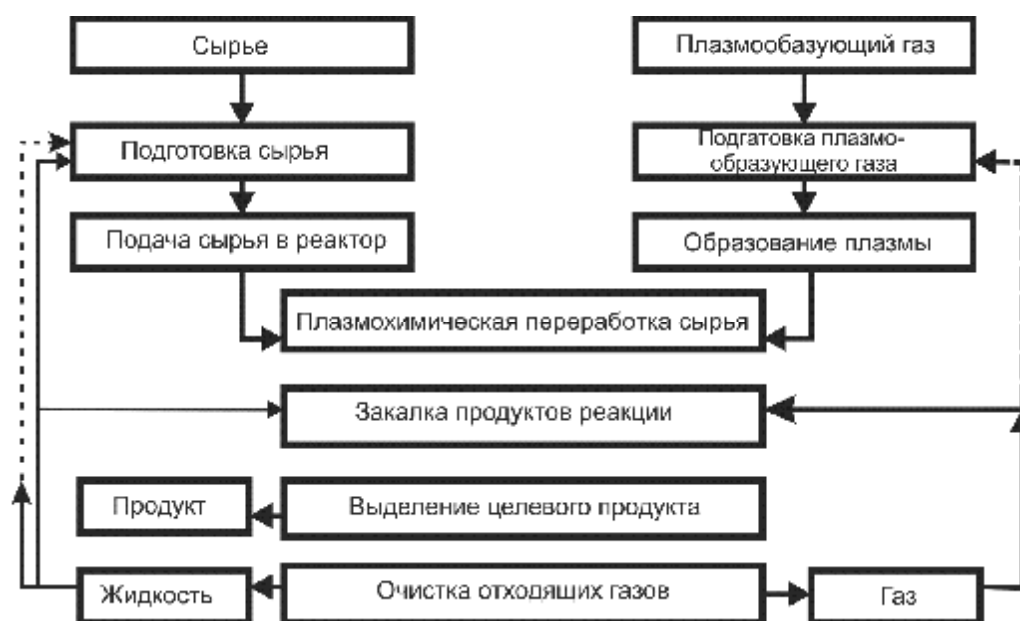 Сырье
Плазмообазующий газ
Подготовка сырья
Подгатовка плазмо-
образующего газа
Подача сырья в реактор
Образование плазмы
Плазмохимическая переработка сырья
Закалка продуктов реакции
Продукт
Выделение целевого продукта
Жидкость
Очистка отходящих газов
Газ